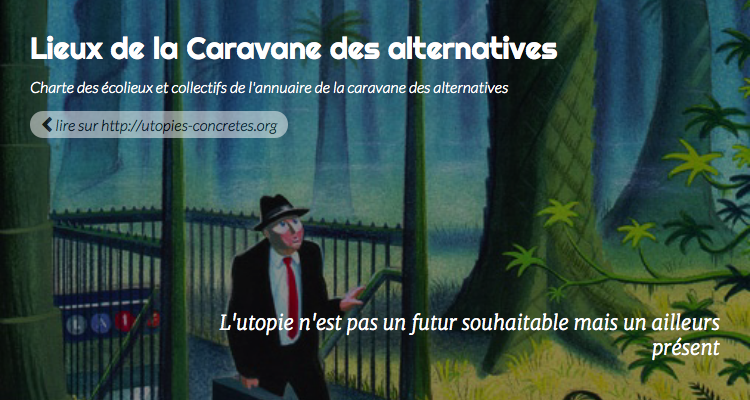 Lieux de la Caravane des alternatives
Charte des écolieux et collectifs de l'annuaire de la caravane des alternatives
lire sur http://utopies-concretes.org
L'utopie n'est pas un futur souhaitable mais un ailleurs
présent